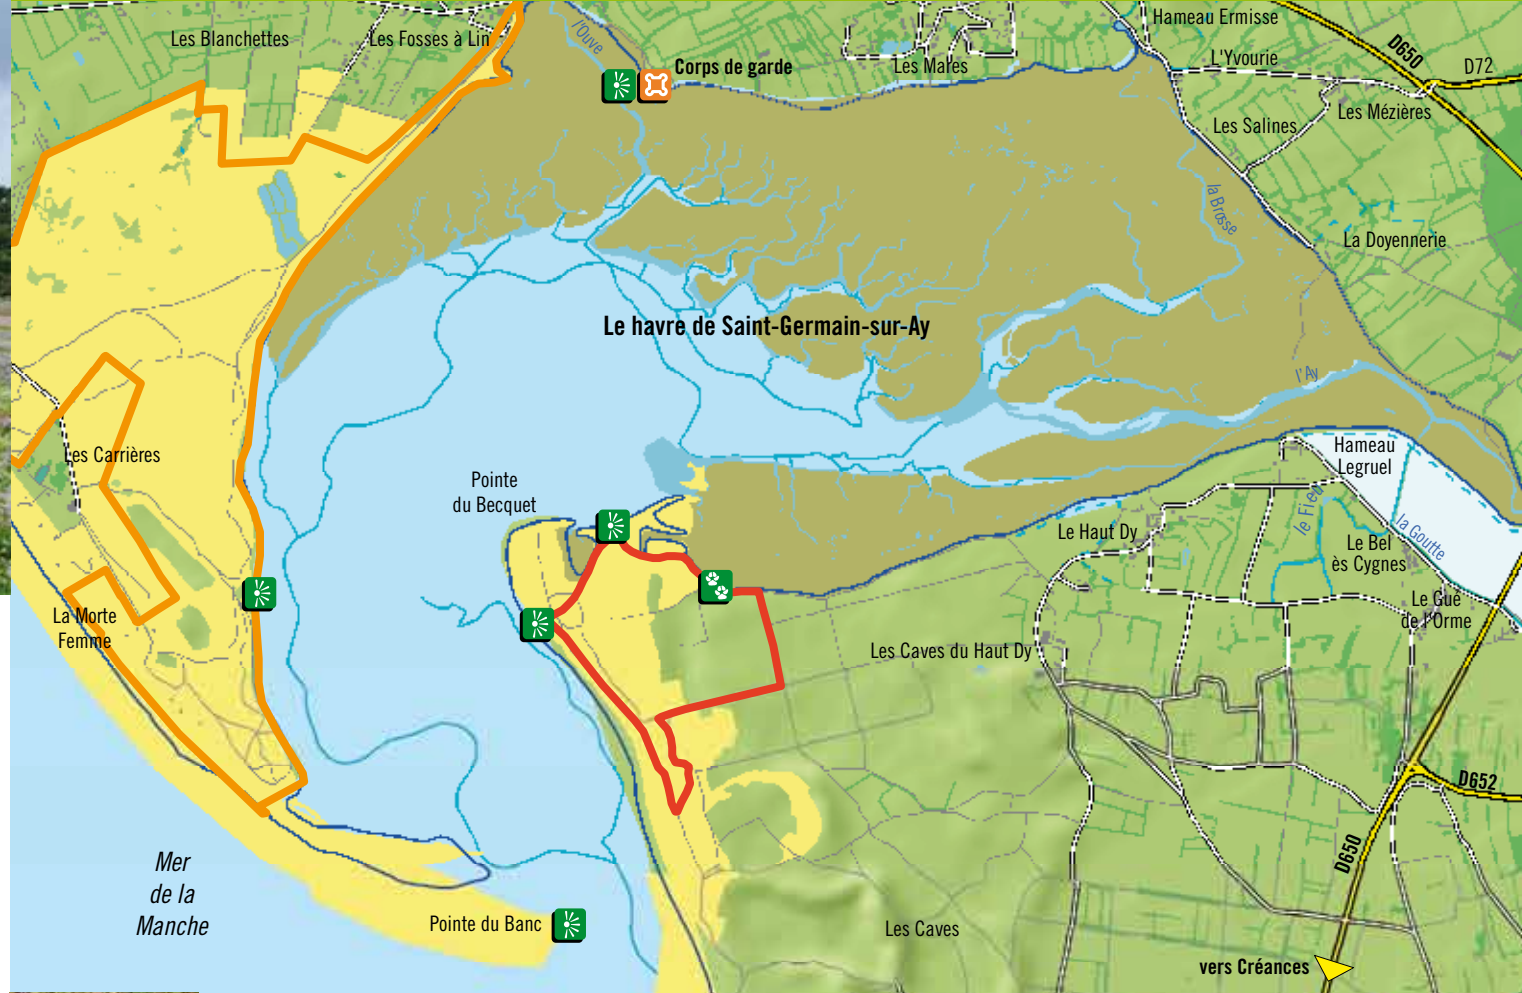 Hameau Ermisse
Les Blanchettes
Les Fosses à Lin
l'Ouve
D650
L'Yvourie
D72
Corps de garde
Les Mares
Les Mézières
Les Salines
la Brosse
La Doyennerie
Le havre de Saint-Germain-sur-Ay
l'Ay
Les Carrières
Hameau
Legruel
Pointe
du Becquet
le Fleu
la Goutte
Le Haut Dy
Le Bel
ès Cygnes
La Morte
Femme
Le Gué
de l'Orme
Les Caves du Haut Dy
D652
D650
Mer
de la
Manche
Pointe du Banc
Les Caves
vers Créances